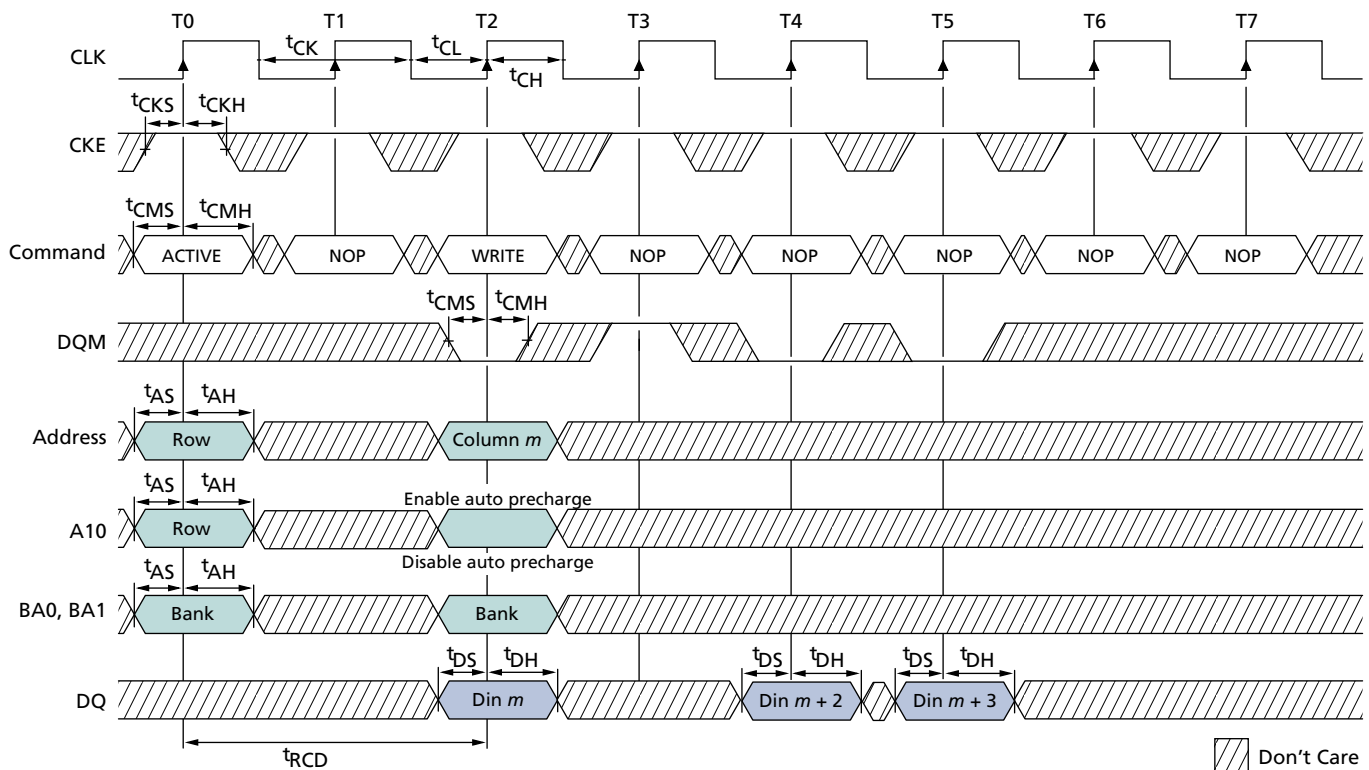 T0 T1 T2 T3 T4 T5 T6 T7
CLK
tCK tCL
tCH
tCKS tCKH
CKE
tCMS tCMH
Command ACTIVE NOP WRITE NOP NOP NOP NOP NOP
tCMS tCMH
DQM
tAS tAH
Address Row Column m
tAS tAH Enable auto precharge
A10 Row
tAS tAH Disable auto precharge
BA0, BA1 Bank Bank
tDS tDH tDS tDH tDS tDH
DQ Din m Din m + 2 Din m + 3
tRCD
Don't Care